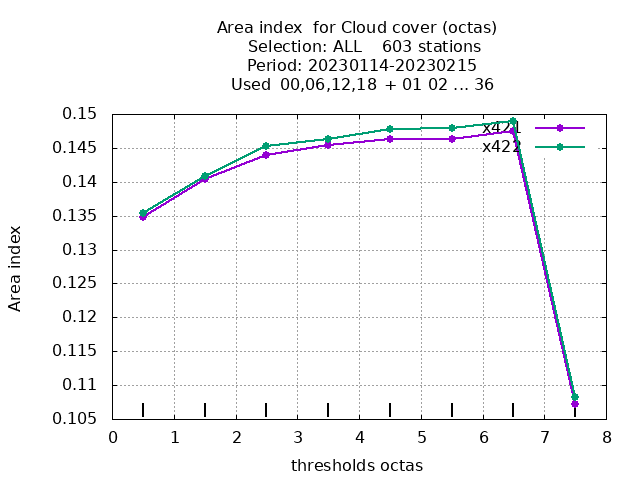 Area index  for Cloud cover (octas)
Selection: ALL    603 stations
Period: 20230114-20230215
Used 00,06,12,18 + 01 02 ... 36
0.15
0.145
0.14
0.135
0.13
0.125
0.12
0.115
0.11
0.105
Area index
x421
x422
0 1 2 3 4 5 6 7 8
thresholds octas